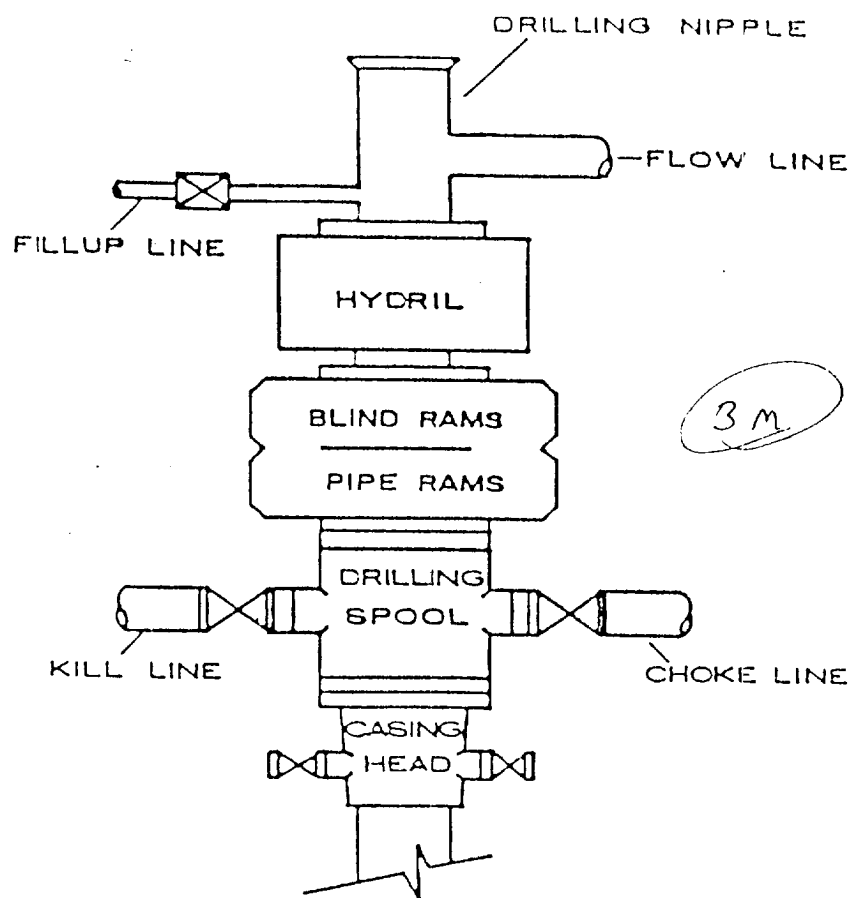 DRILLING NIPPLE
FLOW LINE
FILLUP LINE
HYDRIL
BLIND RAMS
3 M
PIPE RAMS
DRILLING
SPOOL
KILL LINE
CHOKE LINE
CASING
HEAD